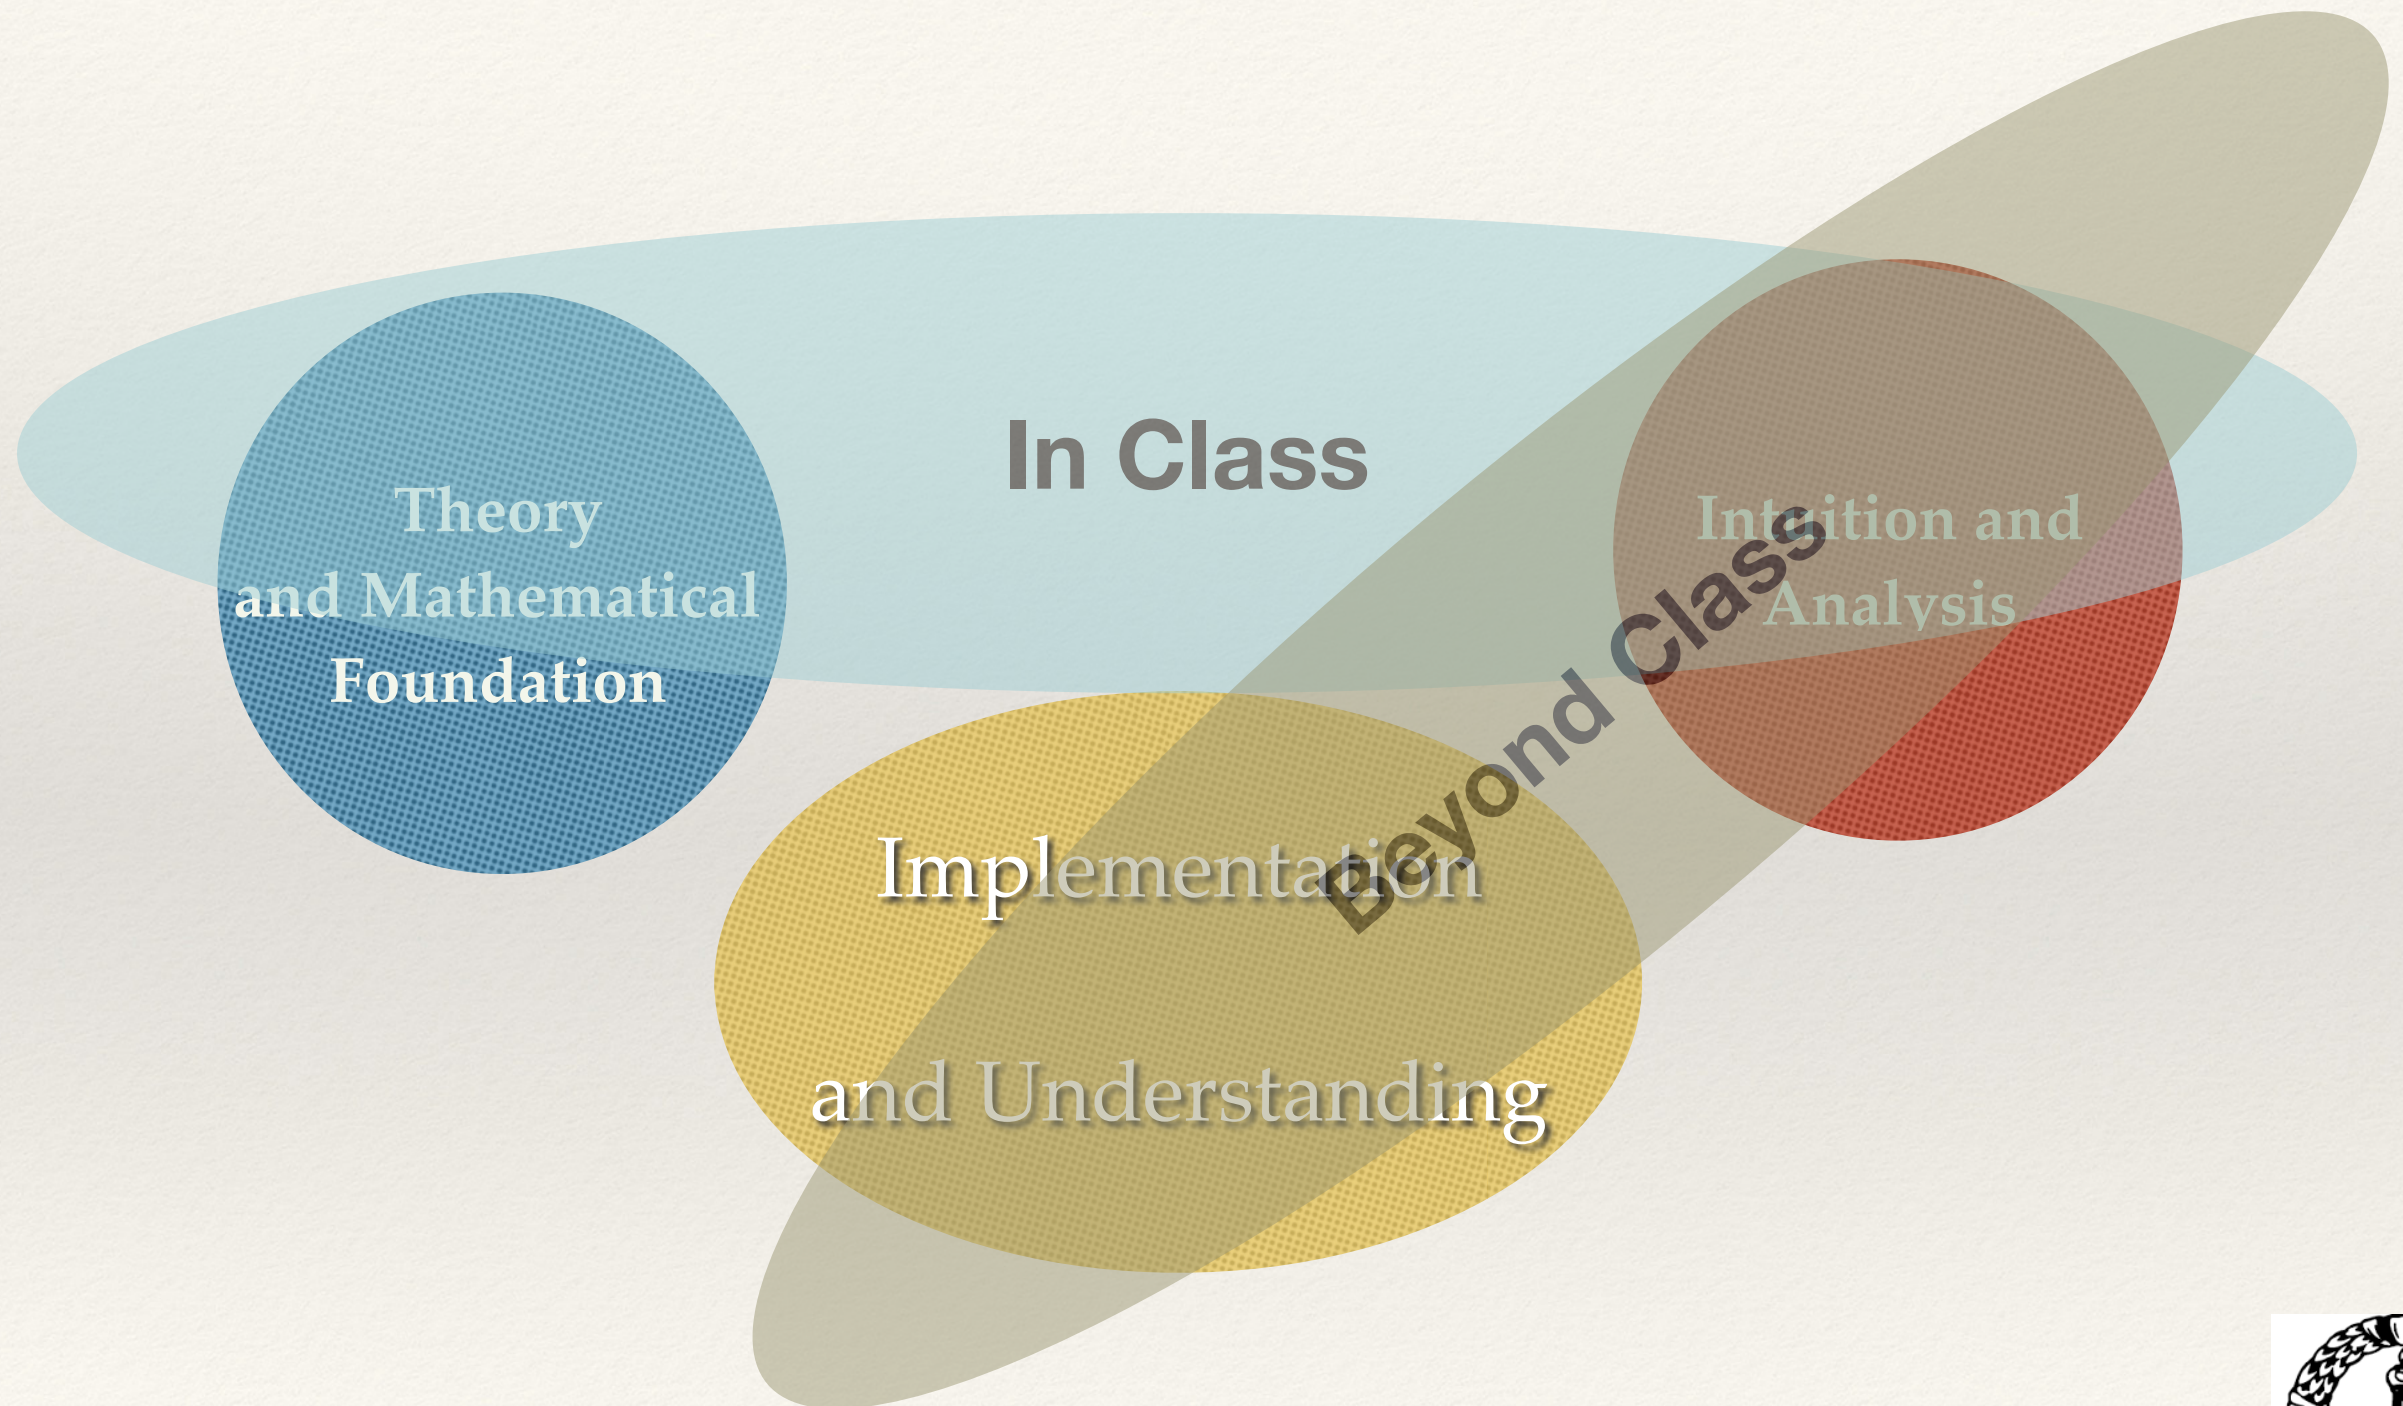 In Class
Theory
and Mathematical
Foundation
Intuition and
Analysis
Beyond Class
Implementation
and Understanding